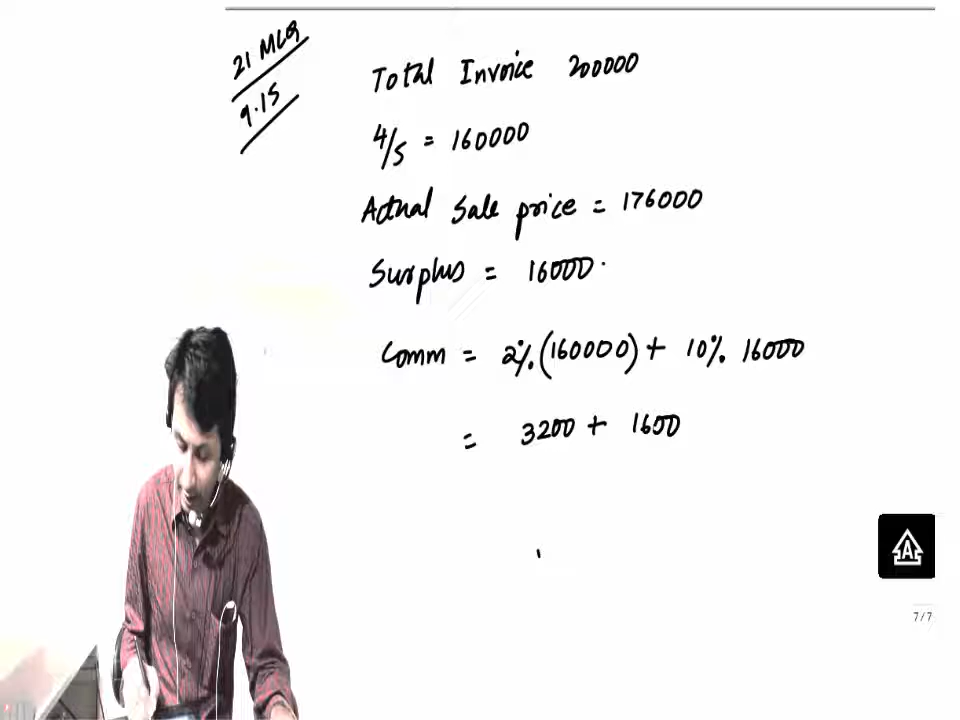 21 MCQ
9.15
Total Invoice 200000
4/5 = 160000
Actual Sale price = 176000
Surplus = 16000
Comm = 2% (160000) + 10% 16000
= 3200 + 1600
A
7/7